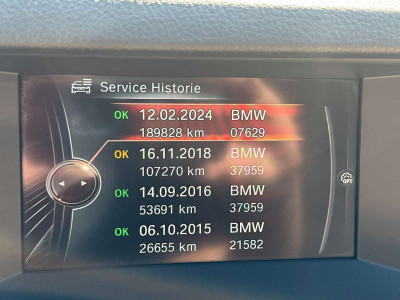 Service Historie
OK 12.02.2024 BMW
189828 km 07629
OK 16.11.2018 BMW
107270 km 37959
OK 14.09.2016 BMW
53691 km 37959
OK 06.10.2015 BMW
26655 km 21582
OPT